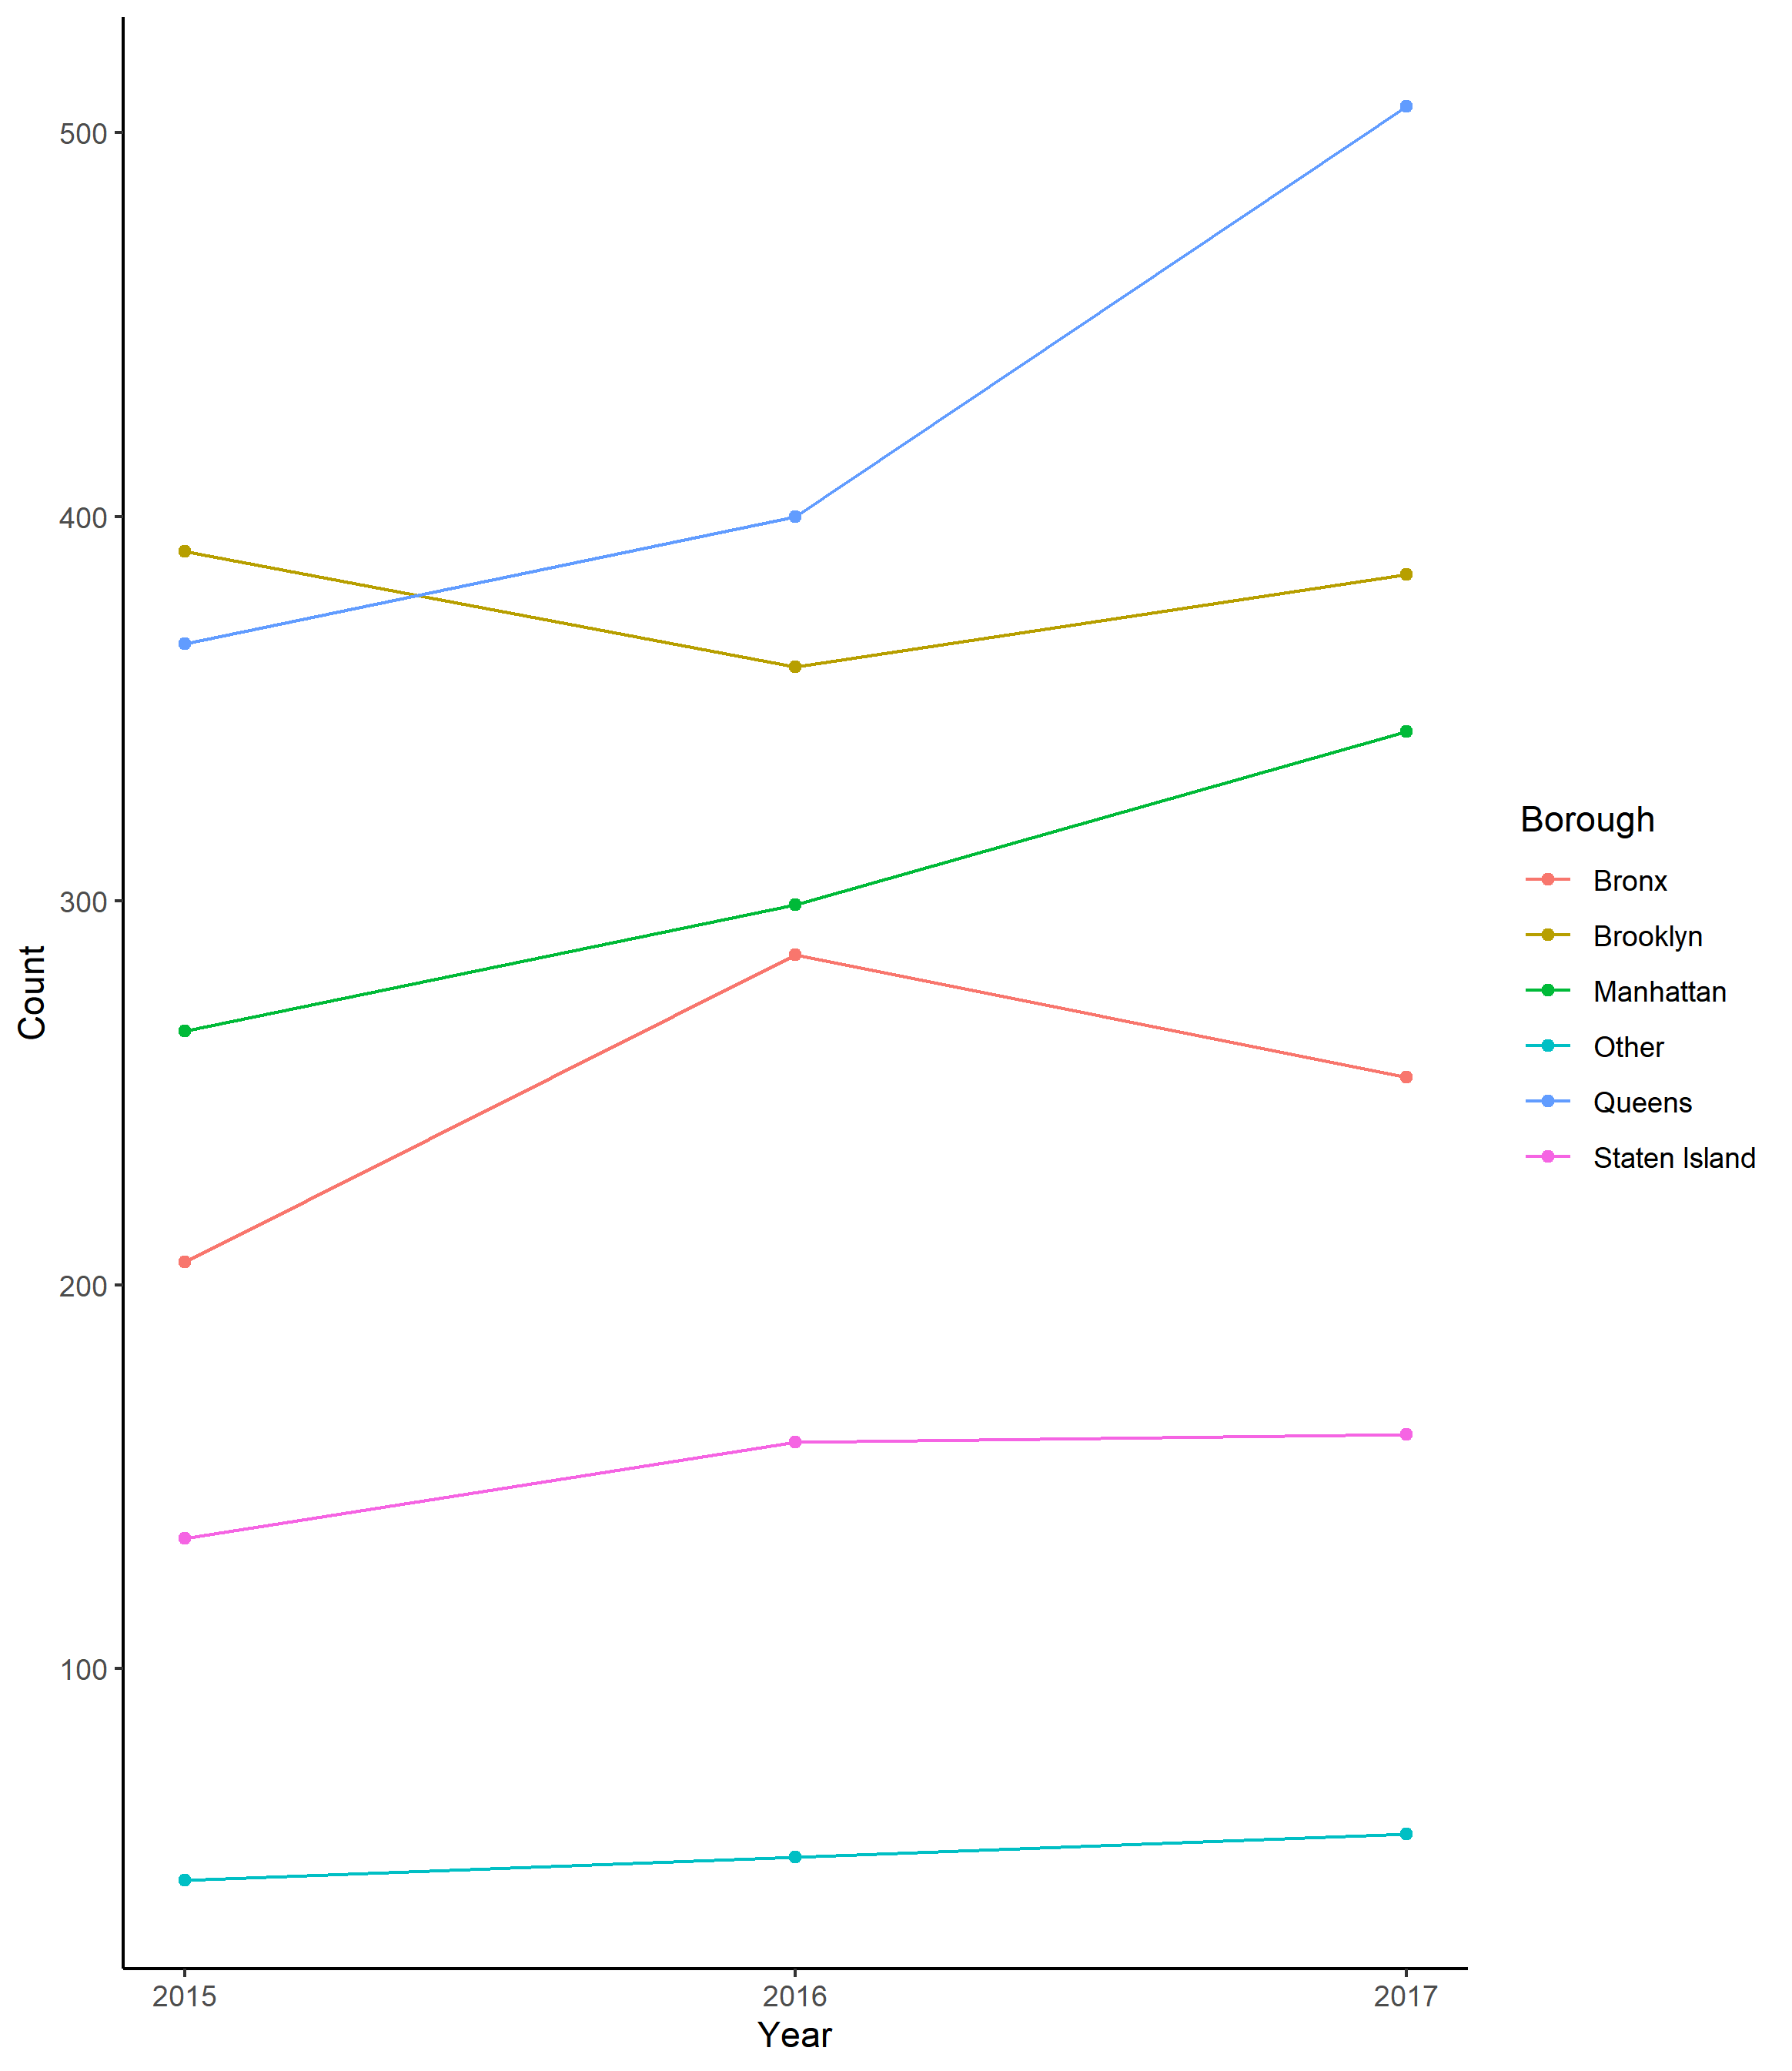 500
400
300
200
100
Count
2015 2016 2017
Year
Borough
Bronx
Brooklyn
Manhattan
Other
Queens
Staten Island